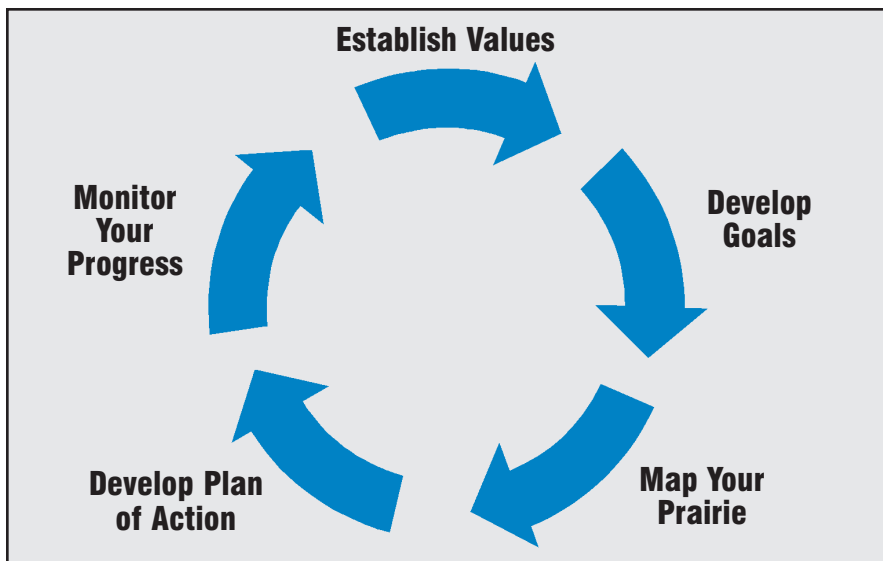 Establish Values
Develop
Goals
Map Your
Prairie
Develop Plan
of Action
Monitor
Your
Progress